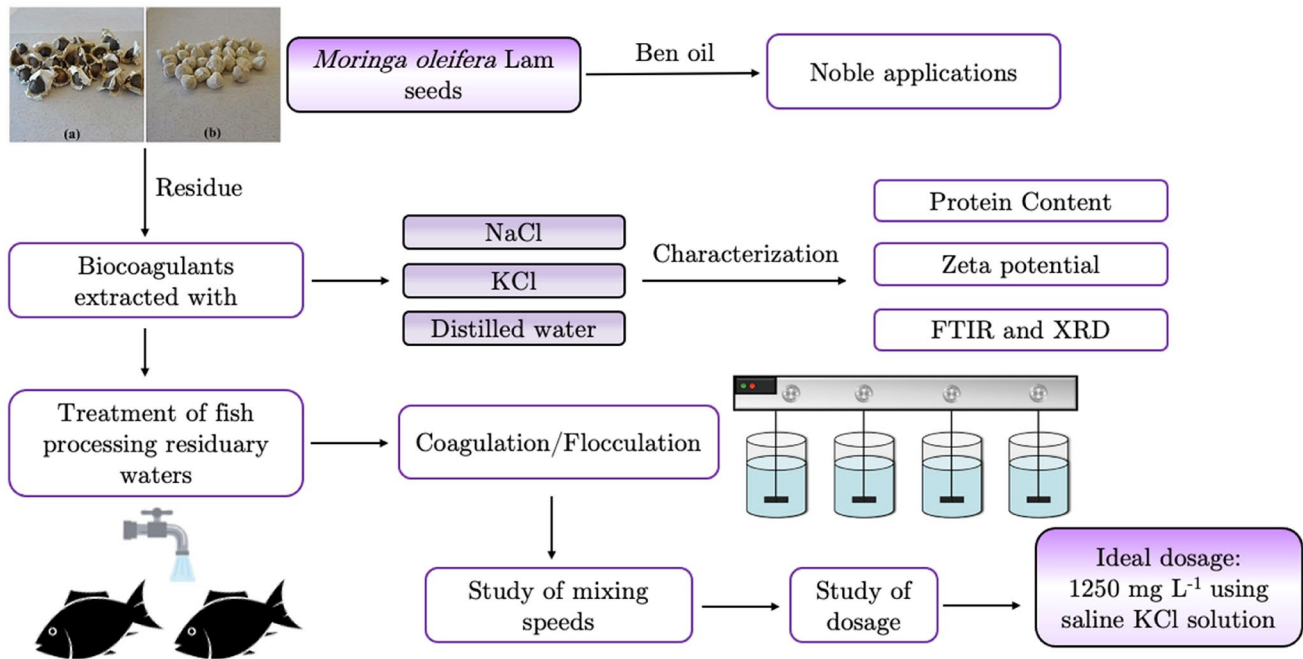 (a)
(b)
Moringa oleifera Lam
seeds
Ben oil
Noble applications
Residue
Biocoagulants
extracted with
NaCl
KCl
Distilled water
Characterization
Protein Content
Zeta potential
FTIR and XRD
Treatment of fish
processing residuary
waters
Coagulation/Flocculation
Study of mixing
speeds
Study of
dosage
Ideal dosage:
1250 mg L⁻¹ using
saline KCl solution